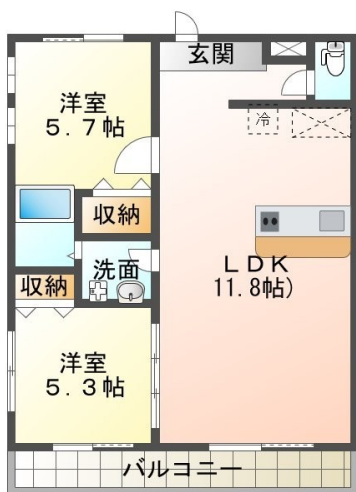 玄関
洋室
5.7帖
冷
収納
洗面
LDK
11.8帖)
収納
洋室
5.3帖
バルコニー